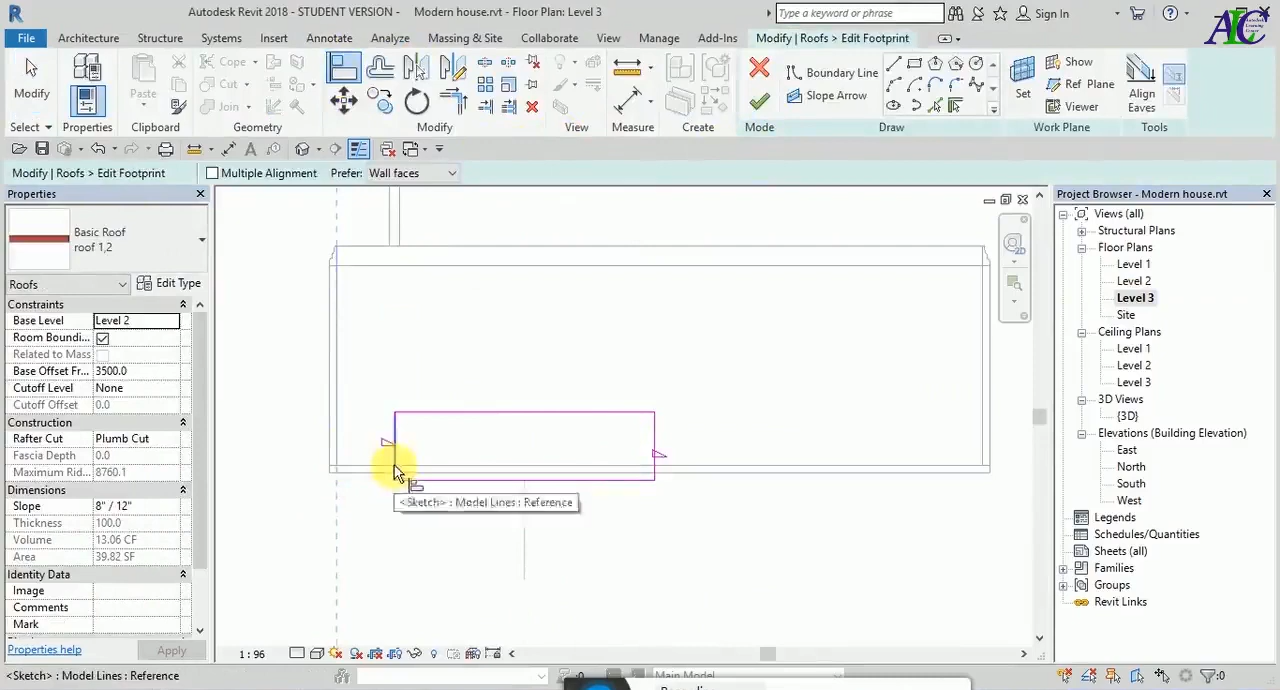 Autodesk Revit 2018 - STUDENT VERSION - Modern house.rvt - Floor Plan: Level 3
Type a keyword or phrase
Sign In
ALC
File Architecture Structure Systems Insert Annotate Analyze Massing & Site Collaborate View Manage Add-Ins Modify | Roofs > Edit Footprint
Modify
Paste
Cope
Cut
Join
Boundary Line
Slope Arrow
Set
Show
Ref Plane
Viewer
Align
Eaves
Select Properties Clipboard Geometry Modify View Measure Create Mode Draw Work Plane Tools
Modify | Roofs > Edit Footprint
Multiple Alignment Prefer: Wall faces
Properties
Basic Roof
roof 1,2
Roofs
Edit Type
Constraints
Base Level Level 2
Room Boundi...
Related to Mass
Base Offset Fr... 3500.0
Cutoff Level None
Cutoff Offset 0.0
Construction
Rafter Cut Plumb Cut
Fascia Depth 0.0
Maximum Rid... 8760.1
Dimensions
Slope 8" / 12"
Thickness 100.0
Volume 13.06 CF
Area 39.82 SF
Identity Data
Image
Comments
Mark
Properties help Apply
2D
<Sketch> : Model Lines : Reference
1 : 96
Project Browser - Modern house.rvt
Views (all)
Structural Plans
Floor Plans
Level 1
Level 2
Level 3
Site
Ceiling Plans
Level 1
Level 2
Level 3
3D Views
{3D}
Elevations (Building Elevation)
East
North
South
West
Legends
Schedules/Quantities
Sheets (all)
Families
Groups
Revit Links
<Sketch> : Model Lines : Reference
:0
Main Model
:0